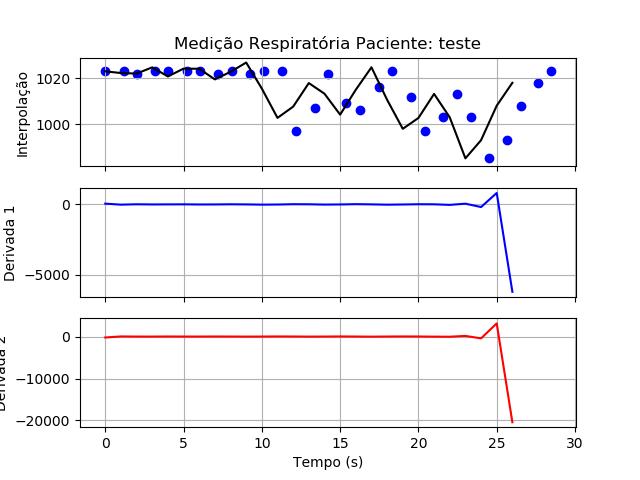 Medição Respiratória Paciente: teste
Interpolação
1020
1000
Derivada 1
0
−5000
Derivada 2
0
−10000
−20000
0 5 10 15 20 25 30
Tempo (s)